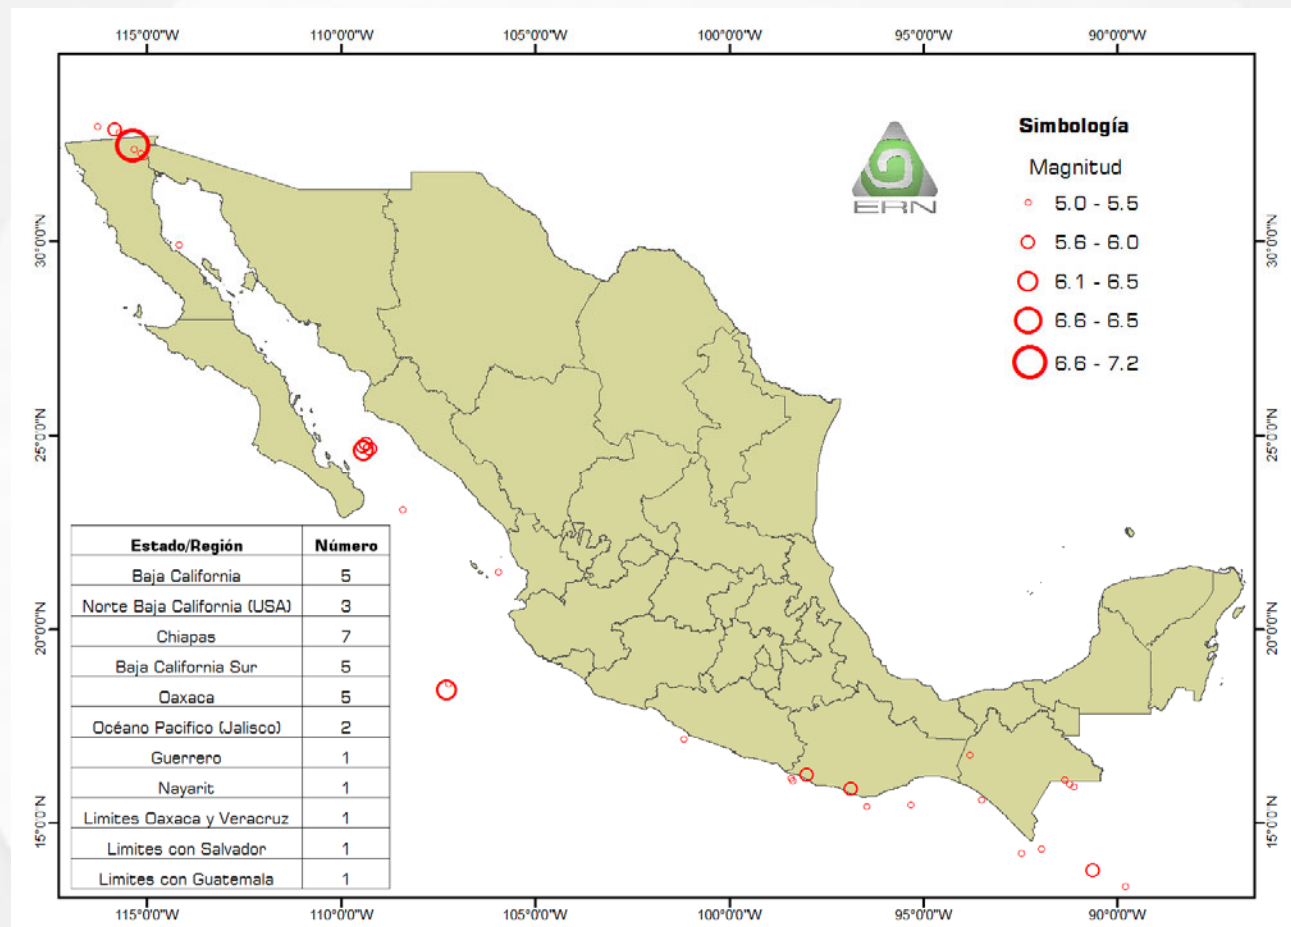 115°0'0"W 110°0'0"W 105°0'0"W 100°0'0"W 95°0'0"W 90°0'0"W
Simbología
Magnitud
5.0 - 5.5
5.6 - 6.0
6.1 - 6.5
6.6 - 6.5
6.6 - 7.2
ERN
30°0'0"N 30°0'0"N
25°0'0"N 25°0'0"N
20°0'0"N 20°0'0"N
15°0'0"N 15°0'0"N
Estado/Región Número
Baja California 5
Norte Baja California (USA) 3
Chiapas 7
Baja California Sur 5
Oaxaca 5
Océano Pacifico (Jalisco) 2
Guerrero 1
Nayarit 1
Limites Oaxaca y Veracruz 1
Limites con Salvador 1
Limites con Guatemala 1
115°0'0"W 110°0'0"W 105°0'0"W 100°0'0"W 95°0'0"W 90°0'0"W